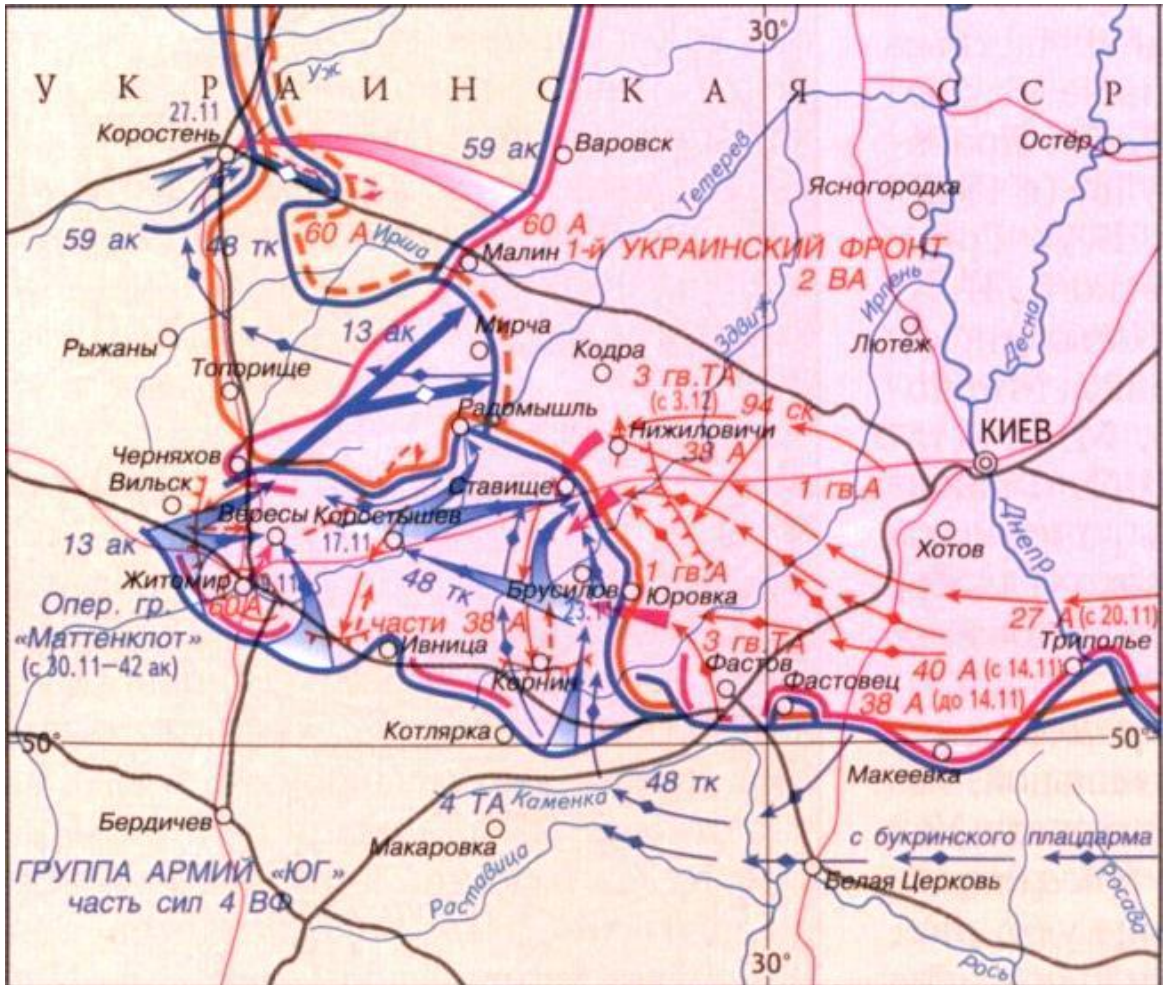 30°
УКРАИНСКАЯ ССР
Уж
27.11
Коростень
59 ак
Варовск
Остёр
Тетерев
Ясногородка
59 ак
48 тк
60 А
Ирша
60 А
Малин
1-й УКРАИНСКИЙ ФРОНТ
2 ВА
Ирпень
Десна
Здвиж
13 ак
Мирча
Рыжаны
Топорище
Кодра
Лютеж
3 гв.ТА
(с 3.12)
94 ск
Радомышль
Нижиловичи
38 А
КИЕВ
Черняхов
Вильск
Ставище
1 гв.А
Вересы
Коростышев
17.11
Днепр
Хотов
13 ак
Житомир
60А
48 тк
Брусилов
1 гв.А
Юровка
Опер. гр.
«Маттенклот»
(с 30.11–42 ак)
части 38 А
27 А (с 20.11)
Триполье
3 гв.ТА
Ивница
Корнин
Фастов
Фастовец
40 А (с 14.11)
38 А (до 14.11)
Котлярка
50°
50°
Макеевка
48 тк
4 ТА
Каменка
Бердичев
Макаровка
с букринского плацдарма
ГРУППА АРМИЙ «ЮГ»
часть сил 4 ВФ
Раставица
Белая Церковь
Росава
30°
Рось